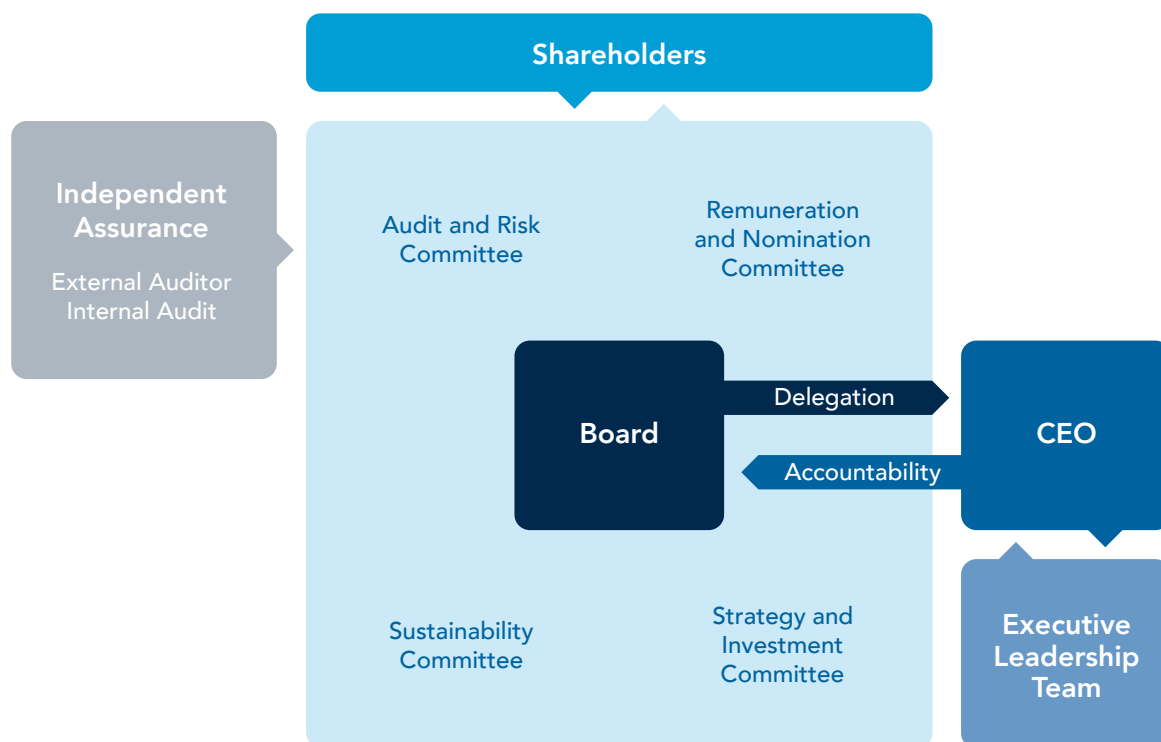 Shareholders
Independent
Assurance
External Auditor
Internal Audit
Audit and Risk
Committee
Remuneration
and Nomination
Committee
Board
Delegation
Accountability
CEO
Sustainability
Committee
Strategy and
Investment
Committee
Executive
Leadership
Team